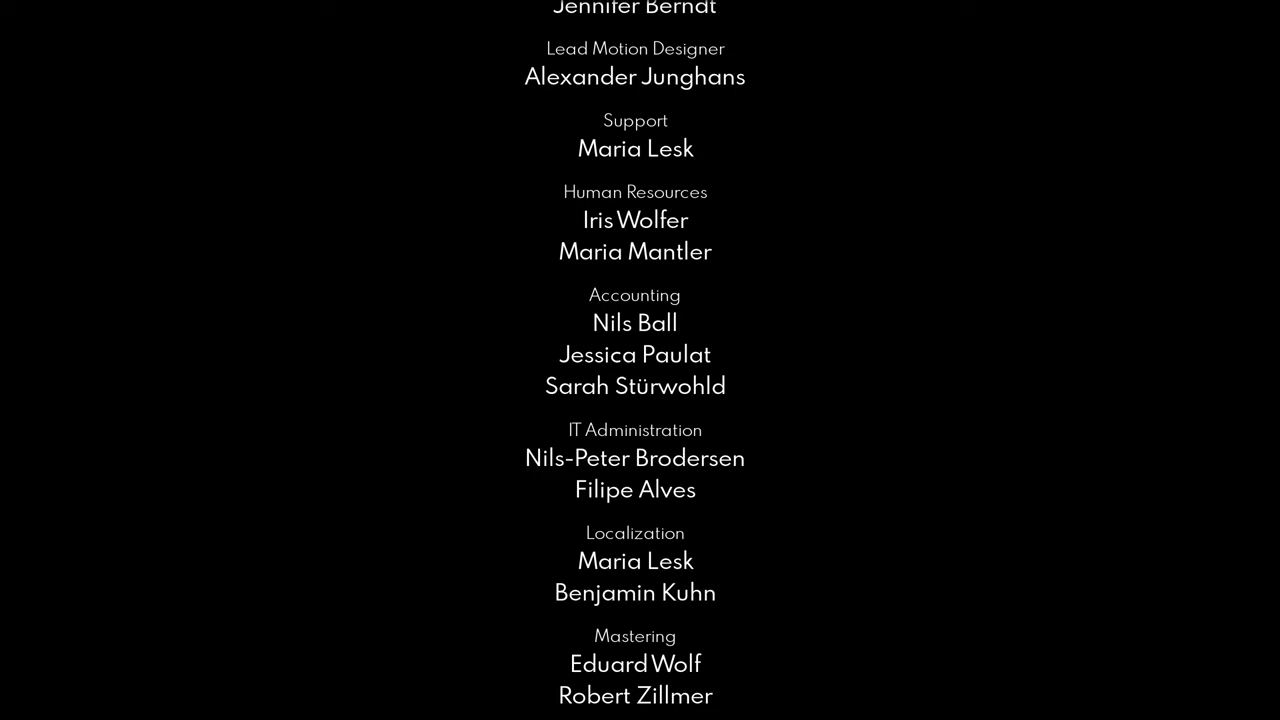 Jennifer Berndt
Lead Motion Designer
Alexander Junghans
Support
Maria Lesk
Human Resources
Iris Wolfer
Maria Mantler
Accounting
Nils Ball
Jessica Paulat
Sarah Stürwohld
IT Administration
Nils-Peter Brodersen
Filipe Alves
Localization
Maria Lesk
Benjamin Kuhn
Mastering
Eduard Wolf
Robert Zillmer